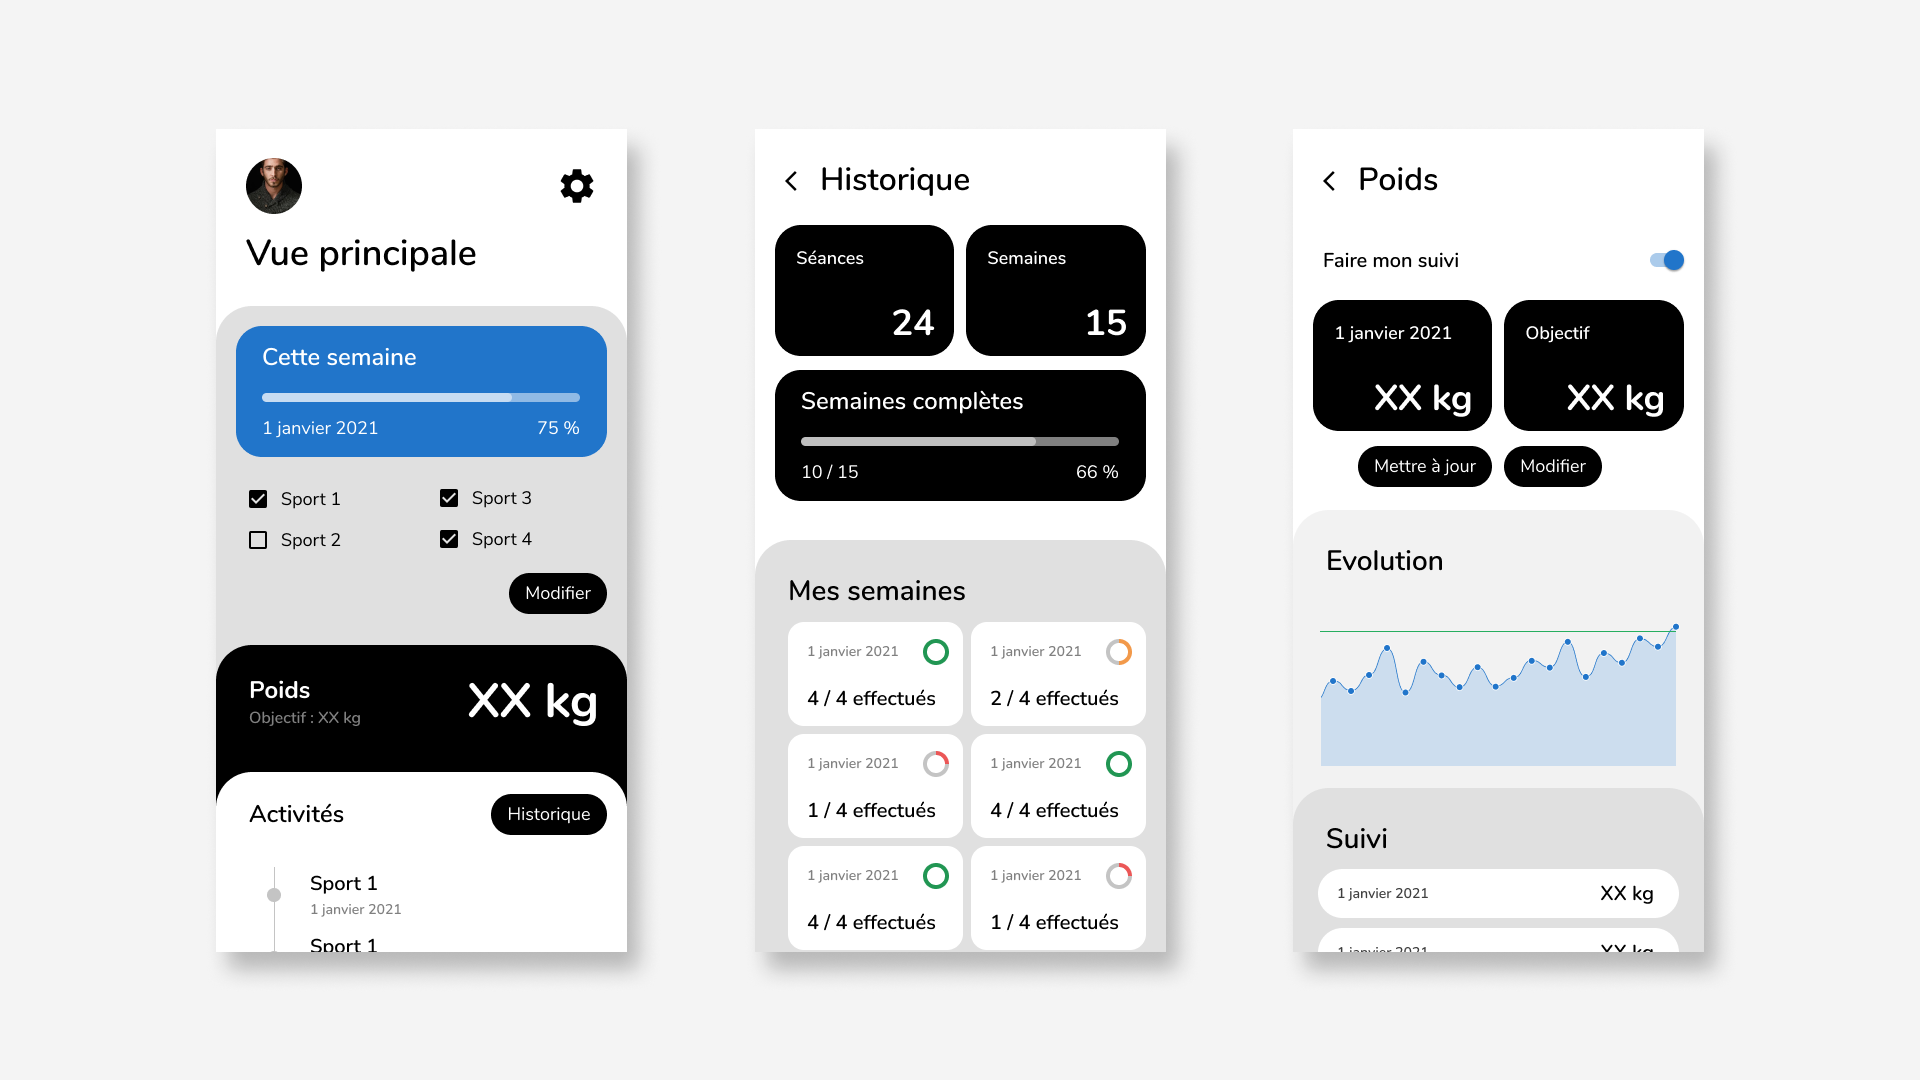 Vue principale
Cette semaine
1 janvier 2021
75 %
Sport 1
Sport 3
Sport 2
Sport 4
Modifier
Poids
Objectif : XX kg
XX kg
Activités
Historique
Sport 1
1 janvier 2021
Sport 1
Historique
Séances
24
Semaines
15
Semaines complètes
10 / 15
66 %
Mes semaines
1 janvier 2021
4 / 4 effectués
1 janvier 2021
2 / 4 effectués
1 janvier 2021
1 / 4 effectués
1 janvier 2021
4 / 4 effectués
1 janvier 2021
4 / 4 effectués
1 janvier 2021
1 / 4 effectués
Poids
Faire mon suivi
1 janvier 2021
XX kg
Objectif
XX kg
Mettre à jour
Modifier
Evolution
Suivi
1 janvier 2021
XX kg
1 janvier 2021
XX kg